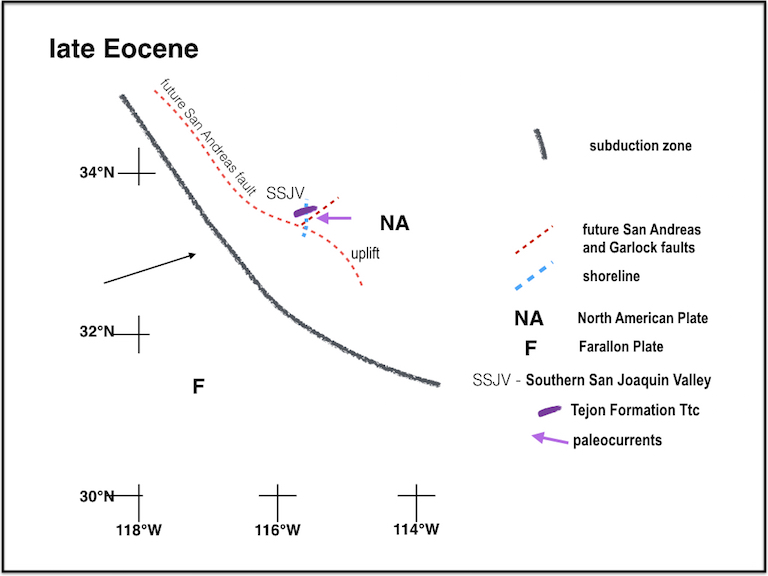 late Eocene
future San Andreas fault
subduction zone
34°N
SSJV
NA
future San Andreas
and Garlock faults
uplift
shoreline
NA North American Plate
32°N
F Farallon Plate
F
SSJV - Southern San Joaquin Valley
Tejon Formation Ttc
paleocurrents
30°N
118°W 116°W 114°W